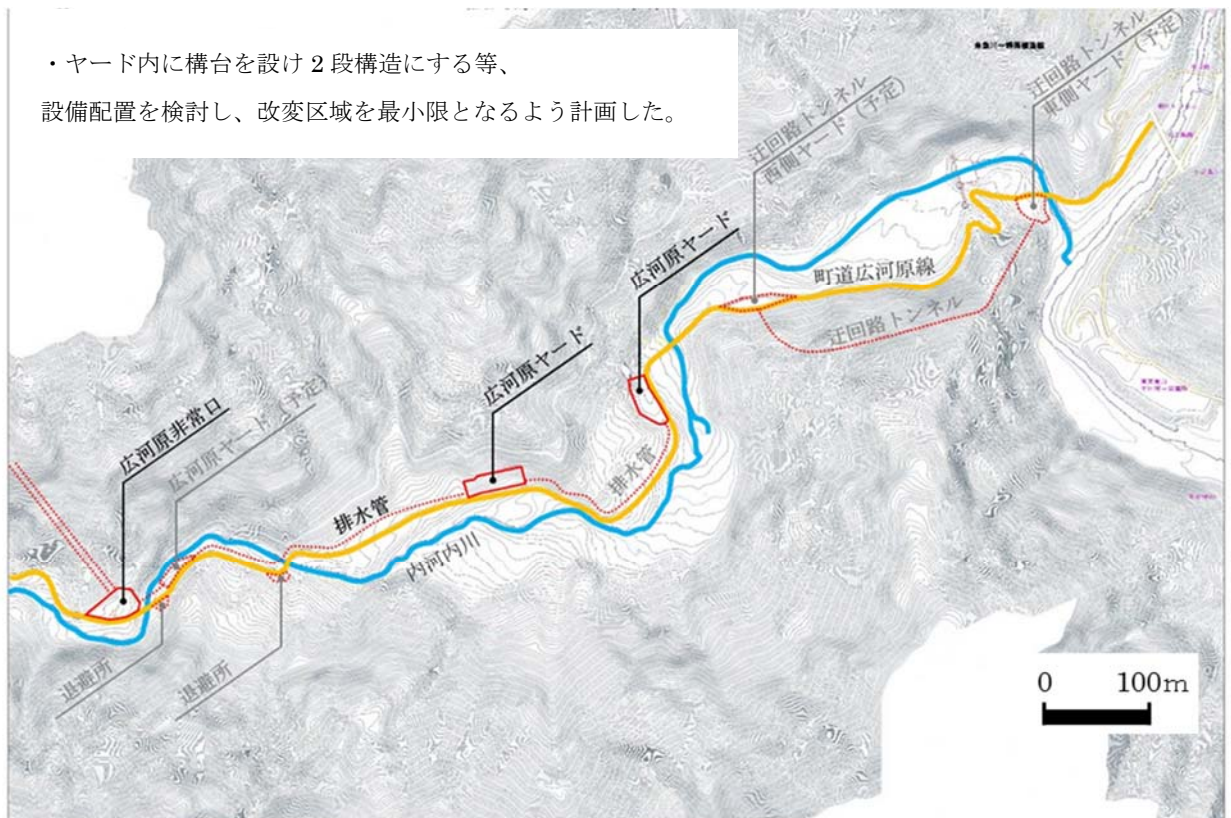 ・ヤード内に構台を設け2段構造にする等、
設備配置を検討し、改変区域を最小限となるよう計画した。
迂回路トンネル
西側ヤード（予定）
迂回路トンネル
東側ヤード（予定）
広河原ヤード
町道広河原線
迂回路トンネル
広河原ヤード
広河原非常口
広河原ヤード（予定）
排水管
排水管
内河内川
退避所
退避所
0 100m